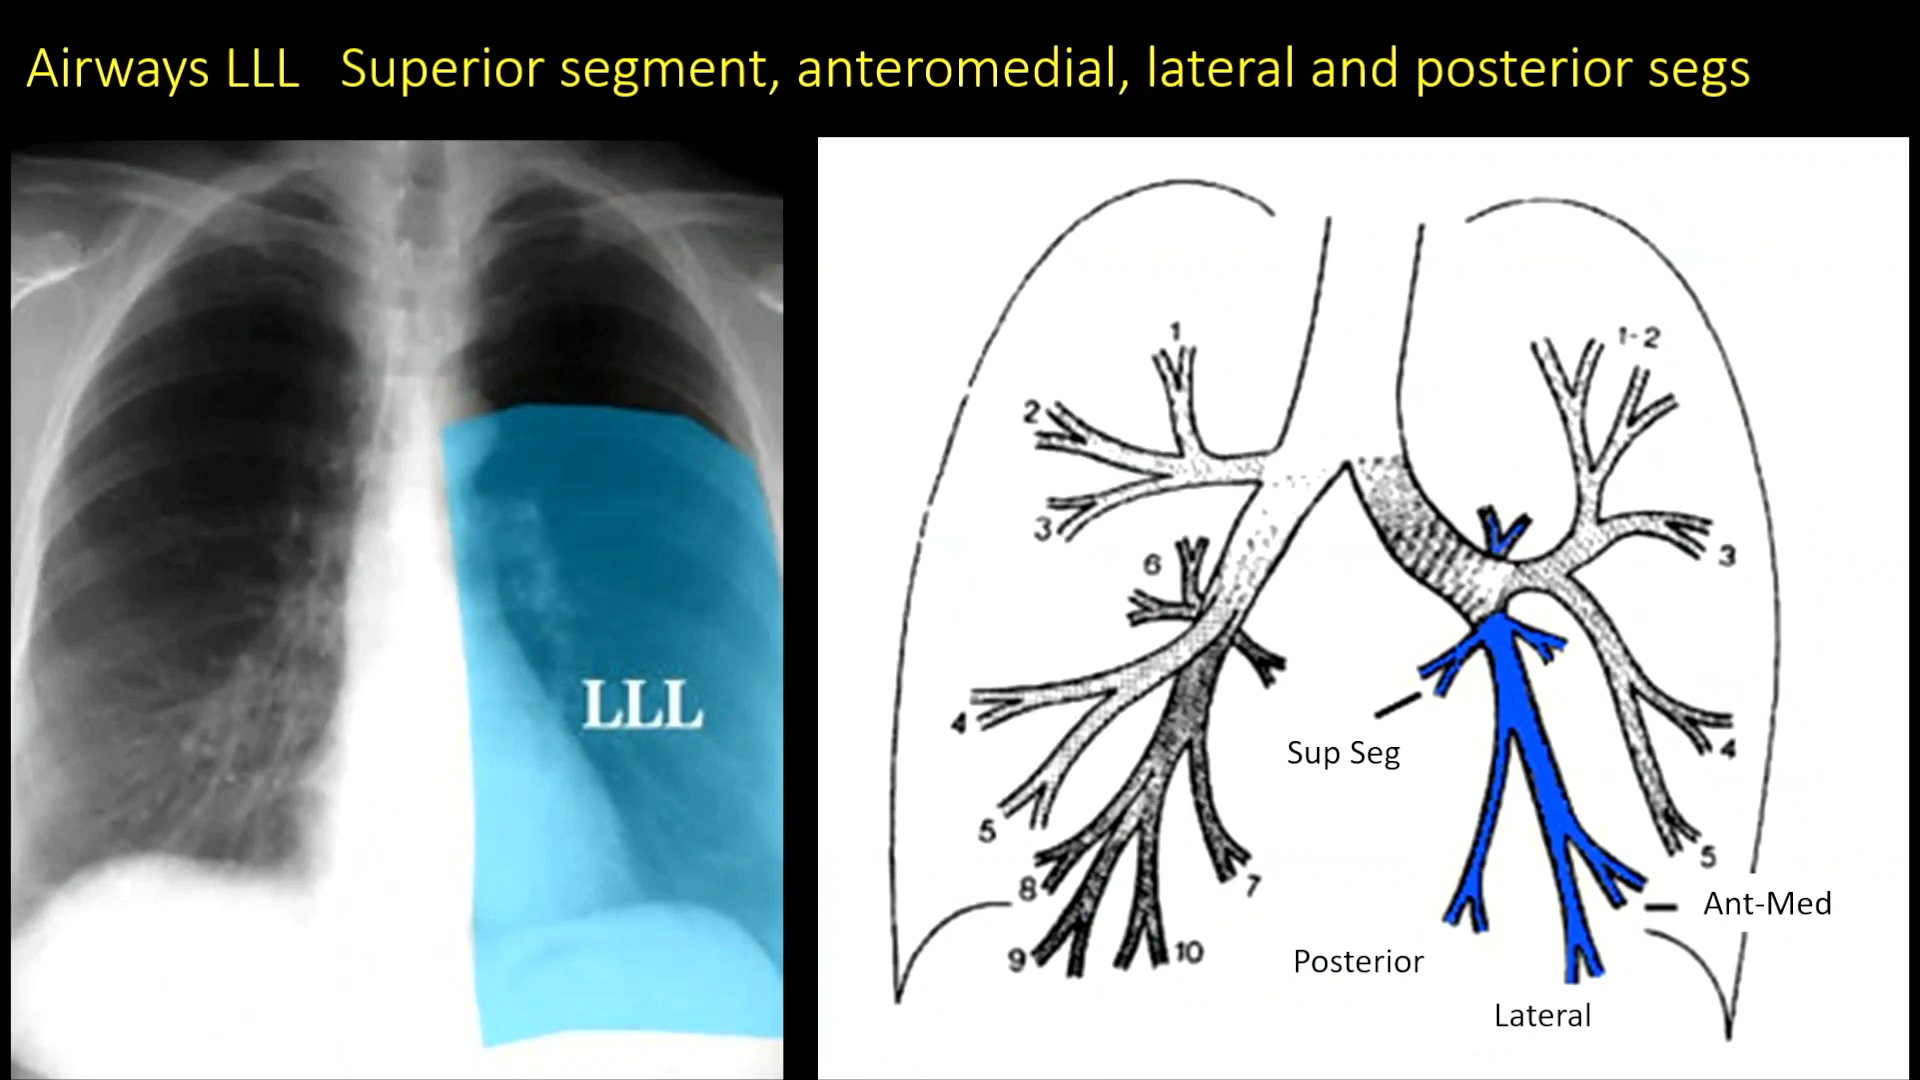 Airways LLL   Superior segment, anteromedial, lateral and posterior segs
LLL
1
2
3
6
4
5
8
9
10
7
1-2
3
4
5
Sup Seg
Ant-Med
Posterior
Lateral